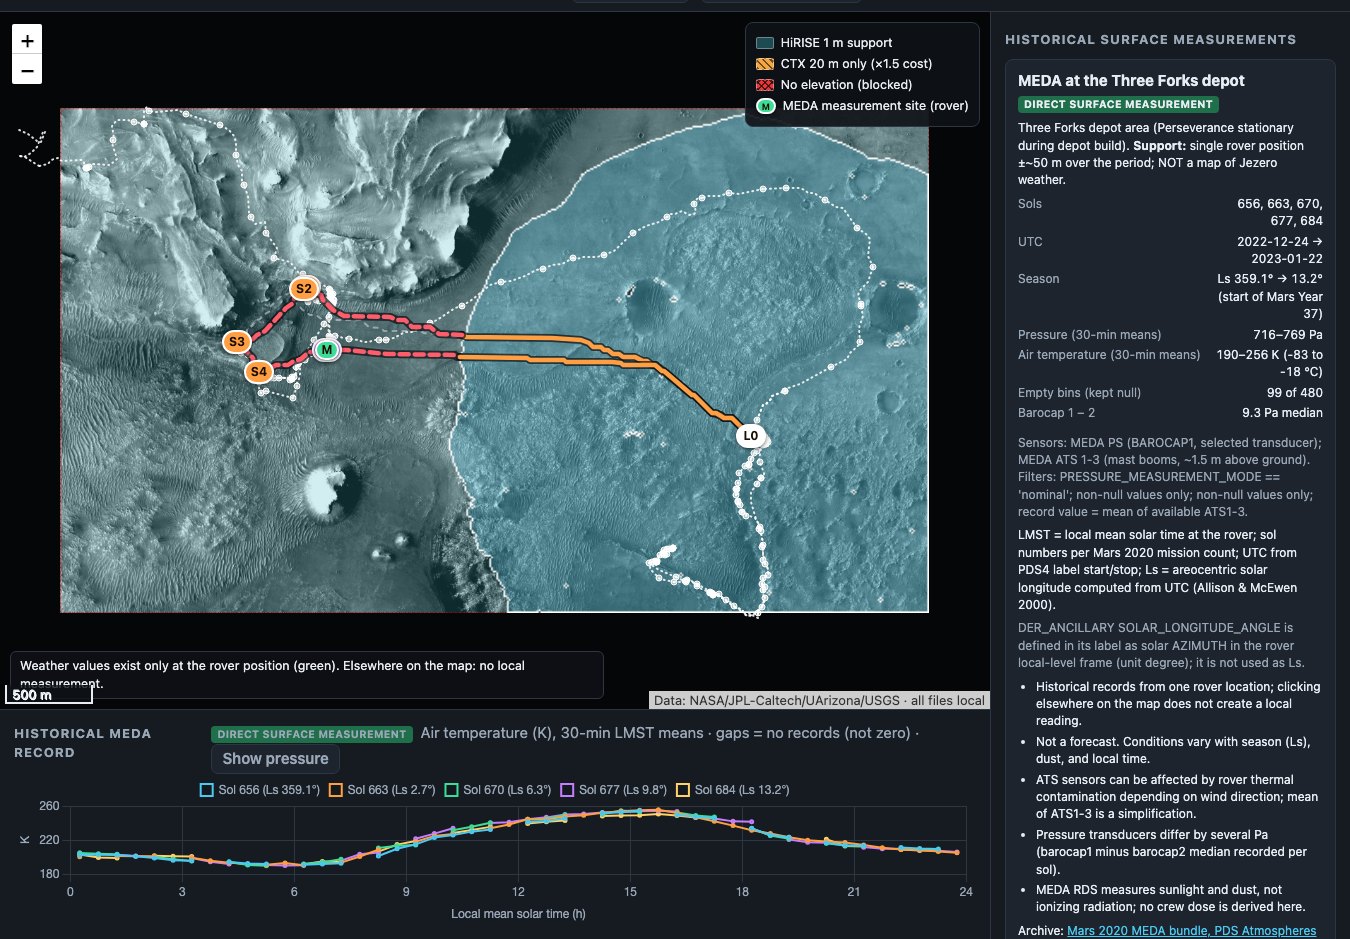 +
−
HiRISE 1 m support
CTX 20 m only (×1.5 cost)
No elevation (blocked)
M MEDA measurement site (rover)
S2
S3
M
S4
L0
Weather values exist only at the rover position (green). Elsewhere on the map: no local
measurement.
500 m
Data: NASA/JPL-Caltech/UArizona/USGS · all files local
HISTORICAL MEDA
RECORD
DIRECT SURFACE MEASUREMENT Air temperature (K), 30-min LMST means · gaps = no records (not zero) ·
Show pressure
Sol 656 (Ls 359.1°) Sol 663 (Ls 2.7°) Sol 670 (Ls 6.3°) Sol 677 (Ls 9.8°) Sol 684 (Ls 13.2°)
260
220
180
K
0 3 6 9 12 15 18 21 24
Local mean solar time (h)
HISTORICAL SURFACE MEASUREMENTS
MEDA at the Three Forks depot
DIRECT SURFACE MEASUREMENT
Three Forks depot area (Perseverance stationary
during depot build). Support: single rover position
±~50 m over the period; NOT a map of Jezero
weather.
Sols 656, 663, 670,
677, 684
UTC 2022-12-24 →
2023-01-22
Season Ls 359.1° → 13.2°
(start of Mars Year
37)
Pressure (30-min means) 716–769 Pa
Air temperature (30-min means) 190–256 K (-83 to
-18 °C)
Empty bins (kept null) 99 of 480
Barocap 1 − 2 9.3 Pa median
Sensors: MEDA PS (BAROCAP1, selected transducer);
MEDA ATS 1-3 (mast booms, ~1.5 m above ground).
Filters: PRESSURE_MEASUREMENT_MODE ==
'nominal'; non-null values only; non-null values only;
record value = mean of available ATS1-3.
LMST = local mean solar time at the rover; sol
numbers per Mars 2020 mission count; UTC from
PDS4 label start/stop; Ls = areocentric solar
longitude computed from UTC (Allison & McEwen
2000).
DER_ANCILLARY SOLAR_LONGITUDE_ANGLE is
defined in its label as solar AZIMUTH in the rover
local-level frame (unit degree); it is not used as Ls.
• Historical records from one rover location; clicking
elsewhere on the map does not create a local
reading.
• Not a forecast. Conditions vary with season (Ls),
dust, and local time.
• ATS sensors can be affected by rover thermal
contamination depending on wind direction; mean
of ATS1-3 is a simplification.
• Pressure transducers differ by several Pa
(barocap1 minus barocap2 median recorded per
sol).
• MEDA RDS measures sunlight and dust, not
ionizing radiation; no crew dose is derived here.
Archive: Mars 2020 MEDA bundle, PDS Atmospheres